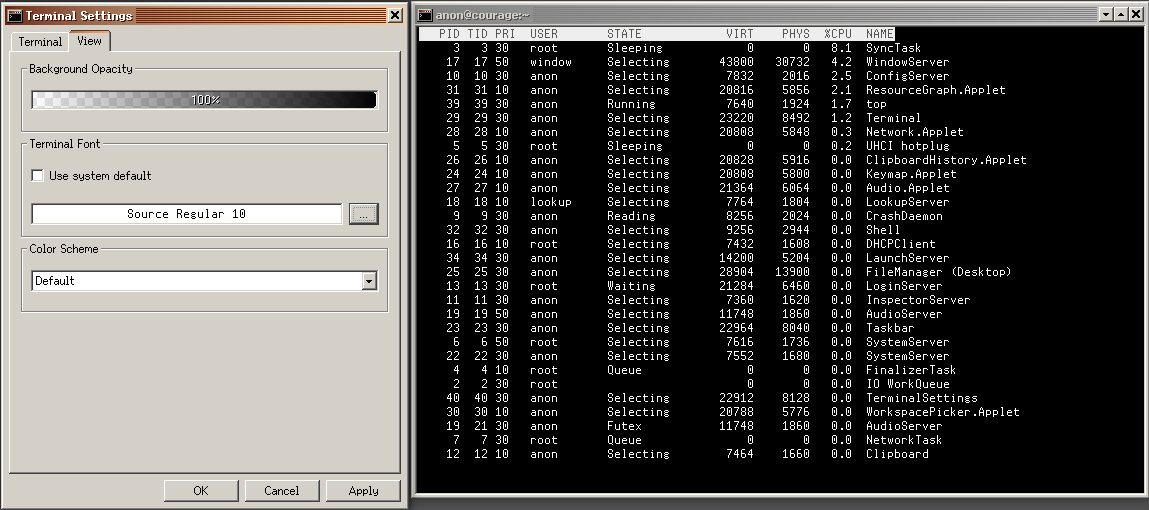 Terminal Settings
Terminal View
Background Opacity
100%
Terminal Font
Use system default
Source Regular 10
...
Color Scheme
Default
OK Cancel Apply
anon@courage:~
PID TID PRI USER STATE VIRT PHYS %CPU NAME
3 3 30 root Sleeping 0 0 8.1 SyncTask
17 17 50 window Selecting 43800 30732 4.2 WindowServer
10 10 30 anon Selecting 7832 2016 2.5 ConfigServer
31 31 10 anon Selecting 20816 5856 2.1 ResourceGraph.Applet
39 39 30 anon Running 7640 1924 1.7 top
29 29 30 anon Selecting 23220 8492 1.2 Terminal
28 28 10 anon Selecting 20808 5848 0.3 Network.Applet
5 5 30 root Sleeping 0 0 0.2 UHCI hotplug
26 26 10 anon Selecting 20828 5916 0.0 ClipboardHistory.Applet
24 24 10 anon Selecting 20808 5800 0.0 Keymap.Applet
27 27 10 anon Selecting 21364 6064 0.0 Audio.Applet
18 18 10 lookup Selecting 7764 1804 0.0 LookupServer
9 9 30 anon Reading 8256 2024 0.0 CrashDaemon
32 32 30 anon Selecting 9256 2944 0.0 Shell
16 16 10 root Selecting 7432 1608 0.0 DHCPClient
34 34 30 anon Selecting 14200 5204 0.0 LaunchServer
25 25 30 anon Selecting 28904 13900 0.0 FileManager (Desktop)
13 13 30 root Waiting 21284 6460 0.0 LoginServer
11 11 30 anon Selecting 7360 1620 0.0 InspectorServer
19 19 50 anon Selecting 11748 1860 0.0 AudioServer
23 23 30 anon Selecting 22964 8040 0.0 Taskbar
6 6 50 root Selecting 7616 1736 0.0 SystemServer
22 22 30 anon Selecting 7552 1680 0.0 SystemServer
4 4 10 root Queue 0 0 0.0 FinalizerTask
2 2 30 root 0 0 0.0 IO WorkQueue
40 40 30 anon Selecting 22912 8128 0.0 TerminalSettings
30 30 10 anon Selecting 20788 5776 0.0 WorkspacePicker.Applet
19 21 30 anon Futex 11748 1860 0.0 AudioServer
7 7 30 root Queue 0 0 0.0 NetworkTask
12 12 10 anon Selecting 7464 1660 0.0 Clipboard